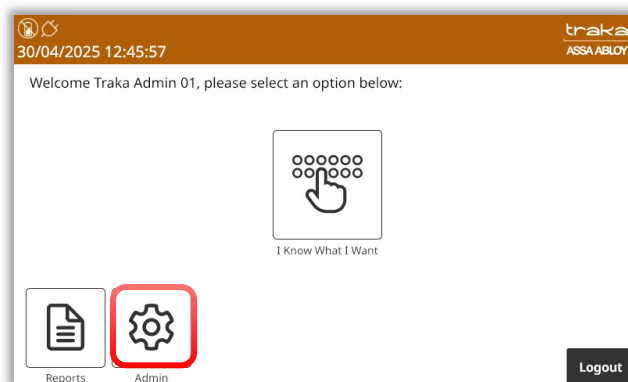 traka
30/04/2025 12:45:57
ASSA ABLOY
Welcome Traka Admin 01, please select an option below:
I Know What I Want
Reports
Admin
Logout